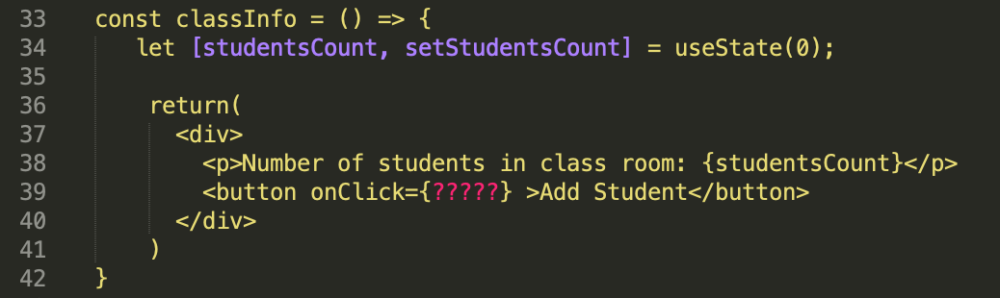 33 const classInfo = () => {
34 let [studentsCount, setStudentsCount] = useState(0);
35
36 return(
37 <div>
38 <p>Number of students in class room: {studentsCount}</p>
39 <button onClick={?????} >Add Student</button>
40 </div>
41 )
42 }